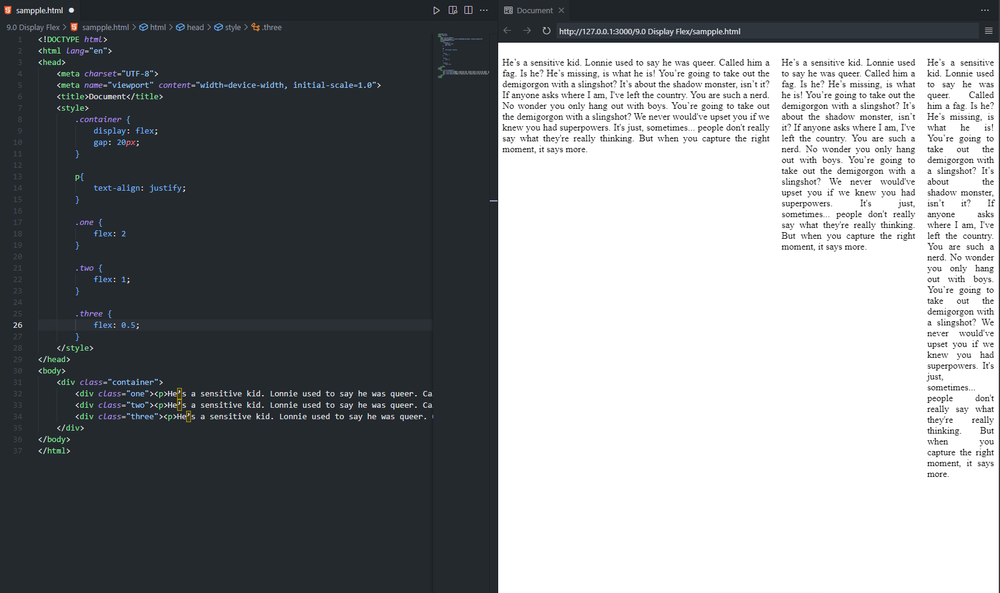 sampple.html
9.0 Display Flex > sampple.html > html > head > style > .three
1 <!DOCTYPE html>
2 <html lang="en">
3 <head>
4 <meta charset="UTF-8">
5 <meta name="viewport" content="width=device-width, initial-scale=1.0">
6 <title>Document</title>
7 <style>
8 .container {
9 display: flex;
10 gap: 20px;
11 }
12
13 p{
14 text-align: justify;
15 }
16
17 .one {
18 flex: 2
19 }
20
21 .two {
22 flex: 1;
23 }
24
25 .three {
26 flex: 0.5;
27 }
28 </style>
29 </head>
30 <body>
31 <div class="container">
32 <div class="one"><p>He’s a sensitive kid. Lonnie used to say he was queer. Ca
33 <div class="two"><p>He’s a sensitive kid. Lonnie used to say he was queer. Ca
34 <div class="three"><p>He’s a sensitive kid. Lonnie used to say he was queer.
35 </div>
36 </body>
37 </html>
Document
http://127.0.0.1:3000/9.0 Display Flex/sampple.html
He’s a sensitive kid. Lonnie used to say he was queer. Called him a
fag. Is he? He’s missing, is what he is! You’re going to take out the
demigorgon with a slingshot? It’s about the shadow monster, isn’t it?
If anyone asks where I am, I've left the country. You are such a nerd.
No wonder you only hang out with boys. You’re going to take out
the demigorgon with a slingshot? We never would've upset you if we
knew you had superpowers. It's just, sometimes... people don't really
say what they're really thinking. But when you capture the right
moment, it says more.
He’s a sensitive kid. Lonnie used
to say he was queer. Called him a
fag. Is he? He’s missing, is what
he is! You’re going to take out the
demigorgon with a slingshot? It’s
about the shadow monster, isn’t
it? If anyone asks where I am, I've
left the country. You are such a
nerd. No wonder you only hang
out with boys. You’re going to
take out the demigorgon with a
slingshot? We never would've
upset you if we knew you had
superpowers. It's just,
sometimes... people don't really
say what they're really thinking.
But when you capture the right
moment, it says more.
He’s a sensitive
kid. Lonnie used
to say he was
queer. Called
him a fag. Is he?
He’s missing, is
what he is!
You’re going to
take out the
demigorgon with
a slingshot? It’s
about the
shadow monster,
isn’t it? If
anyone asks
where I am, I've
left the country.
You are such a
nerd. No wonder
you only hang
out with boys.
You’re going to
take out the
demigorgon with
a slingshot? We
never would've
upset you if we
knew you had
superpowers. It's
just,
sometimes...
people don't
really say what
they're really
thinking. But
when you
capture the right
moment, it says
more.